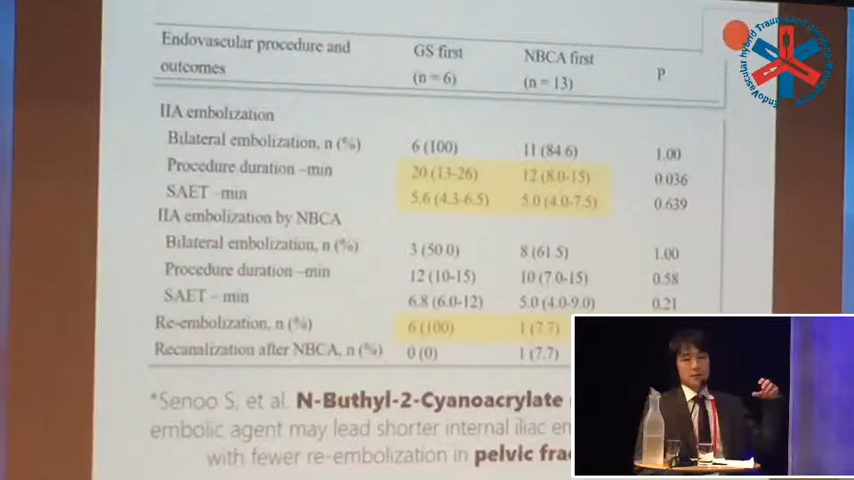 Endovascular procedure and outcomes GS first (n = 6) NBCA first (n = 13) P
IIA embolization
Bilateral embolization, n (%) 6 (100) 11 (84.6) 1.00
Procedure duration –min 20 (13-26) 12 (8.0-15) 0.036
SAET –min 5.6 (4.3-6.5) 5.0 (4.0-7.5) 0.639
IIA embolization by NBCA
Bilateral embolization, n (%) 3 (50.0) 8 (61.5) 1.00
Procedure duration –min 12 (10-15) 10 (7.0-15) 0.58
SAET – min 6.8 (6.0-12) 5.0 (4.0-9.0) 0.21
Re-embolization, n (%) 6 (100) 1 (7.7)
Recanalization after NBCA, n (%) 0 (0) 1 (7.7)
*Senoo S, et al. N-Buthyl-2-Cyanoacrylate
embolic agent may lead shorter internal iliac
with fewer re-embolization in pelvic
EndoVascular hybrid Trauma And